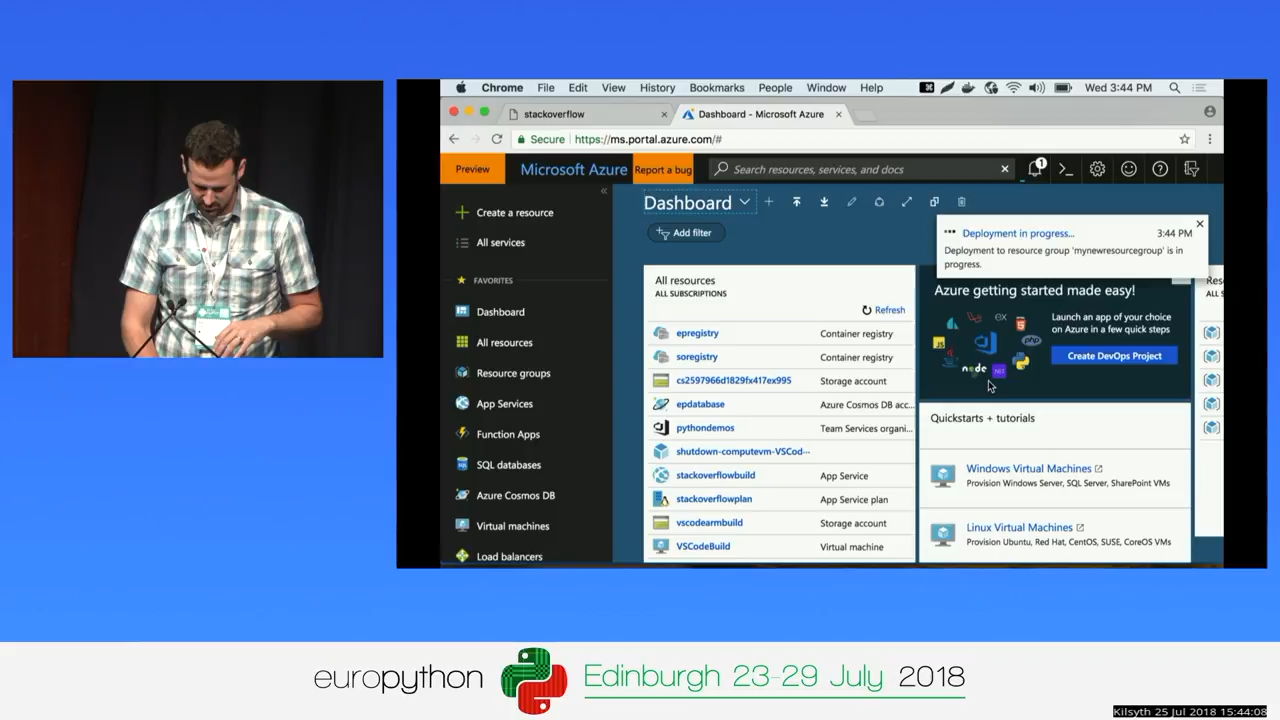 Chrome File Edit View History Bookmarks People Window Help Wed 3:44 PM
stackoverflow
Dashboard - Microsoft Azure
Secure https://ms.portal.azure.com/#
Preview
Microsoft Azure
Report a bug
Search resources, services, and docs
1
Create a resource
All services
FAVORITES
Dashboard
All resources
Resource groups
App Services
Function Apps
SQL databases
Azure Cosmos DB
Virtual machines
Load balancers
Dashboard
Add filter
Deployment in progress... 3:44 PM
Deployment to resource group 'mynewresourcegroup' is in
progress.
All resources
ALL SUBSCRIPTIONS
Refresh
epregistry Container registry
soregistry Container registry
cs2597966d1829fx417ex995 Storage account
epdatabase Azure Cosmos DB acc...
pythondemos Team Services organi...
shutdown-computevm-VSCod...
stackoverflowbuild App Service
stackoverflowplan App Service plan
vscodearmbuild Storage account
VSCodeBuild Virtual machine
Azure getting started made easy!
Launch an app of your choice
on Azure in a few quick steps
Create DevOps Project
EX
JS
php
node
Quickstarts + tutorials
Windows Virtual Machines
Provision Windows Server, SQL Server, SharePoint VMs
Linux Virtual Machines
Provision Ubuntu, Red Hat, CentOS, SUSE, CoreOS VMs
ALL S
europython Edinburgh 23-29 July 2018
Kilsyth 25 Jul 2018 15:44:08